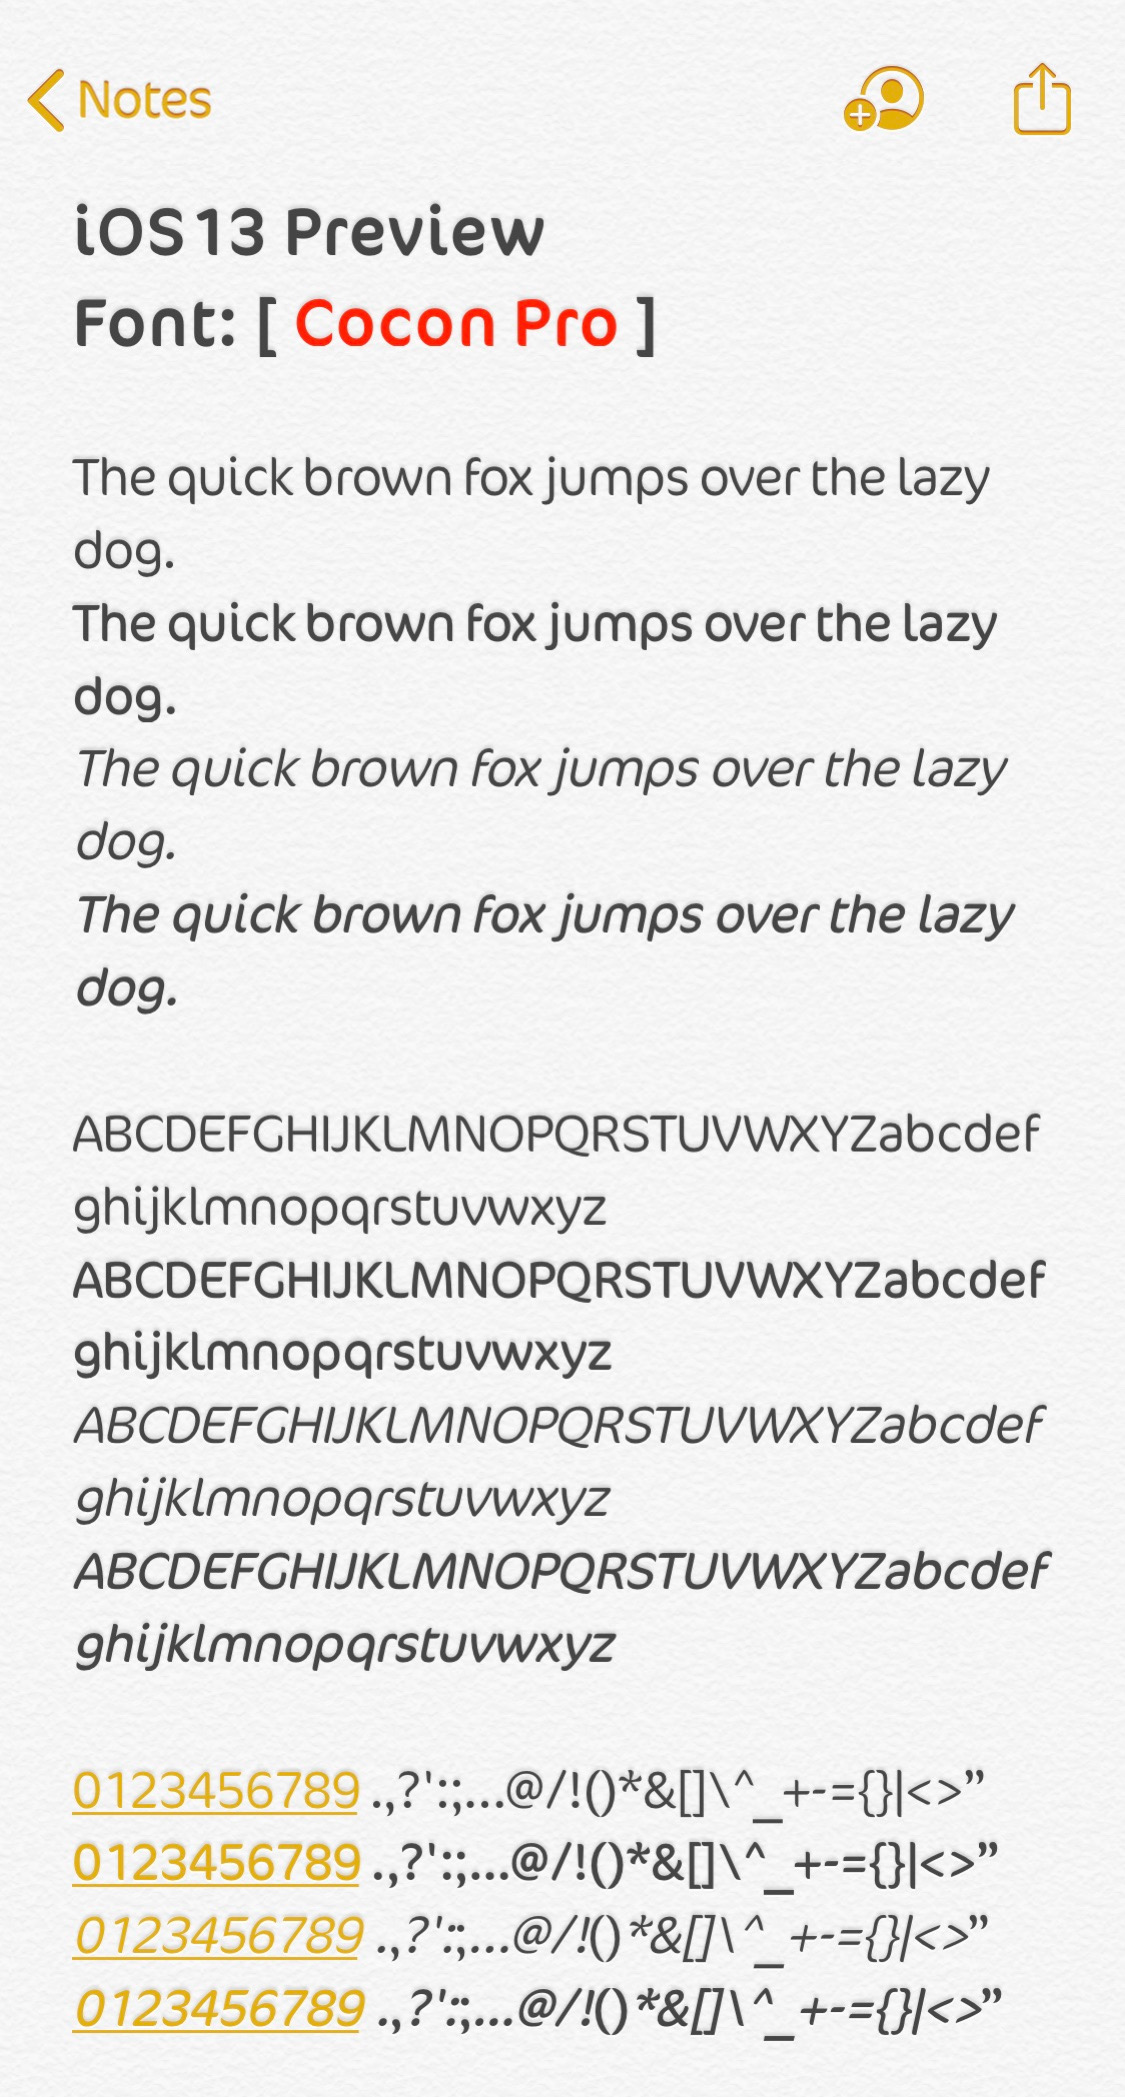 Notes
iOS13 Preview
Font: [ Cocon Pro ]
The quick brown fox jumps over the lazy
dog.
The quick brown fox jumps over the lazy
dog.
The quick brown fox jumps over the lazy
dog.
The quick brown fox jumps over the lazy
dog.
ABCDEFGHIJKLMNOPQRSTUVWXYZabcdef
ghijklmnopqrstuvwxyz
ABCDEFGHIJKLMNOPQRSTUVWXYZabcdef
ghijklmnopqrstuvwxyz
ABCDEFGHIJKLMNOPQRSTUVWXYZabcdef
ghijklmnopqrstuvwxyz
ABCDEFGHIJKLMNOPQRSTUVWXYZabcdef
ghijklmnopqrstuvwxyz
0123456789 .,?':;…@/!()*&[]\^_+-={}|<>”
0123456789 .,?':;…@/!()*&[]\^_+-={}|<>”
0123456789 .,?':;…@/!()*&[]\^_+-={}|<>”
0123456789 .,?':;…@/!()*&[]\^_+-={}|<>”